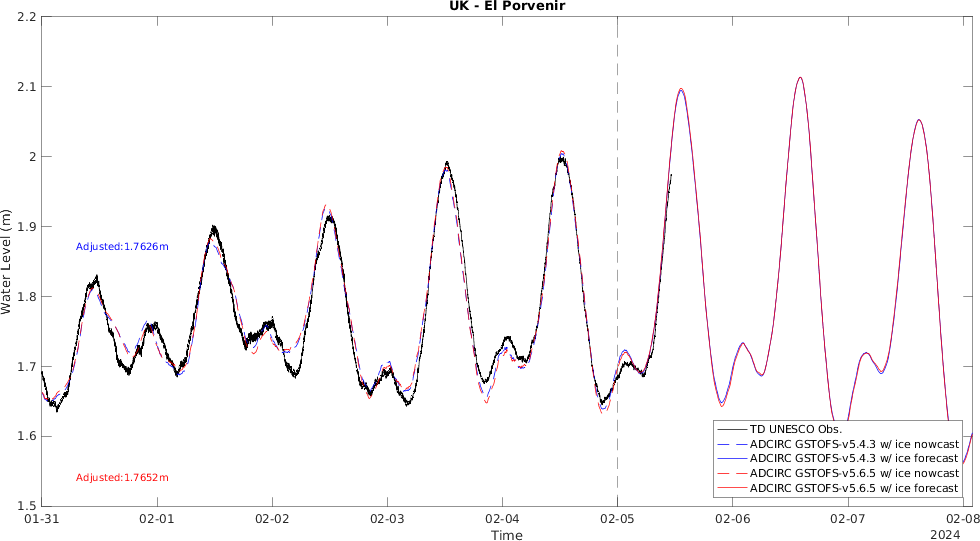 UK - El Porvenir
2.2
2.1
2
1.9
1.8
1.7
1.6
1.5
Water Level (m)
Adjusted:1.7626m
Adjusted:1.7652m
TD UNESCO Obs.
ADCIRC GSTOFS-v5.4.3 w/ ice nowcast
ADCIRC GSTOFS-v5.4.3 w/ ice forecast
ADCIRC GSTOFS-v5.6.5 w/ ice nowcast
ADCIRC GSTOFS-v5.6.5 w/ ice forecast
01-31 02-01 02-02 02-03 02-04 02-05 02-06 02-07 02-08
Time
2024